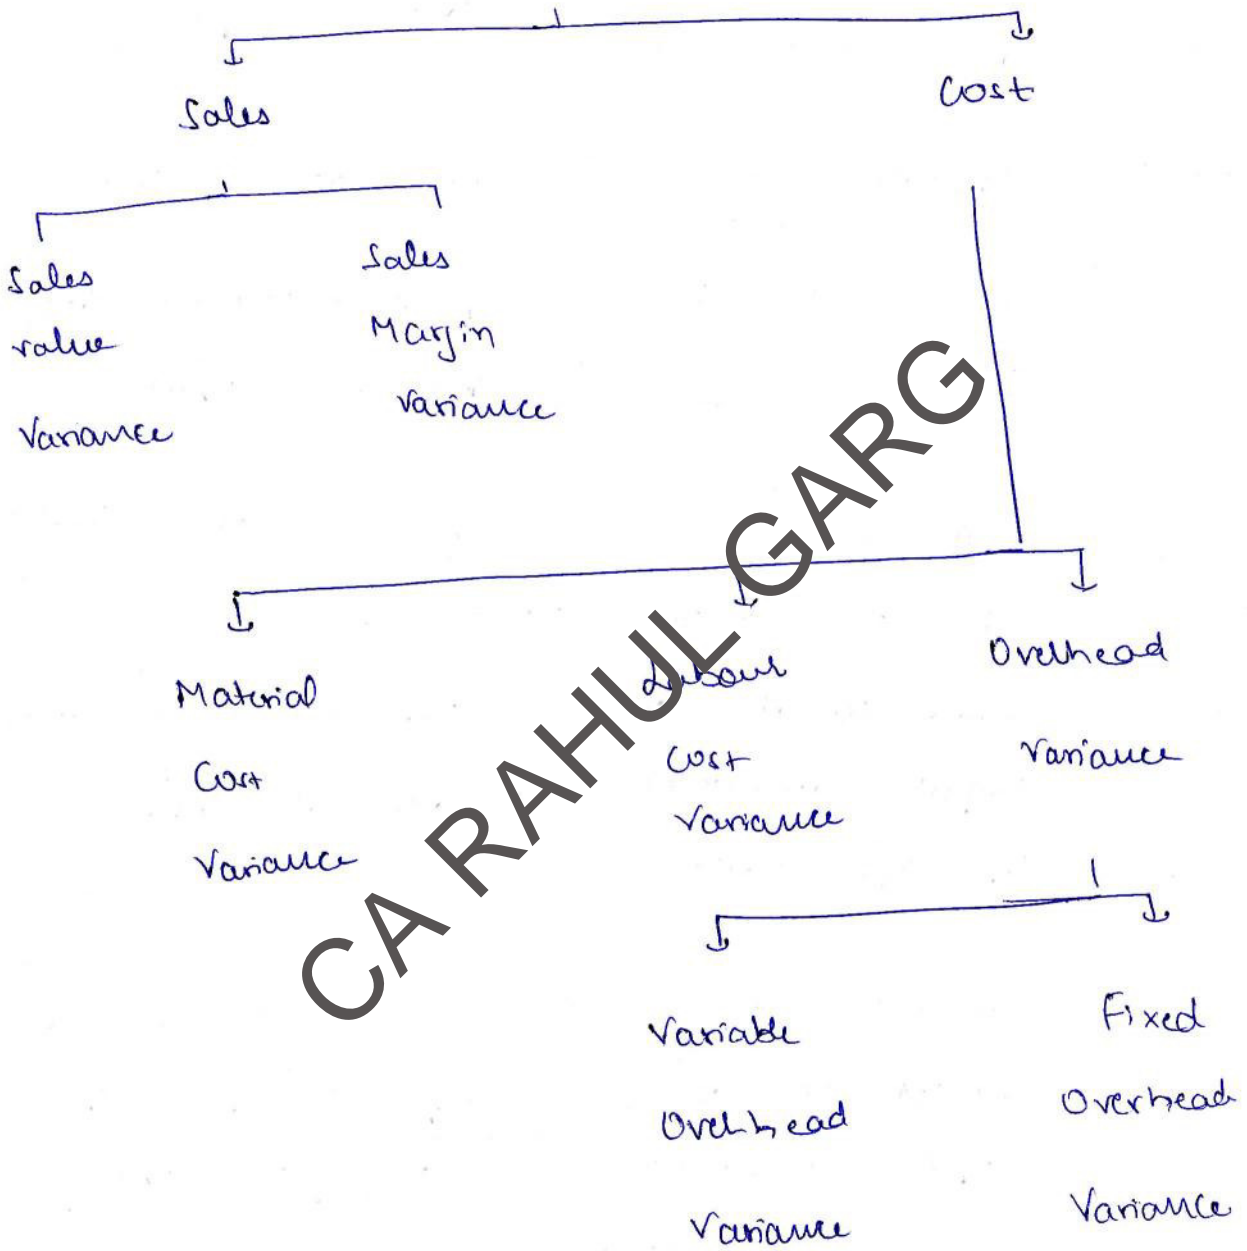 Sales
Cost
Sales
value
Variance
Sales
Margin
Variance
Material
Cost
Variance
Labour
Cost
Variance
Overhead
Variance
Variable
Overhead
Variance
Fixed
Overhead
Variance
CA RAHUL GARG